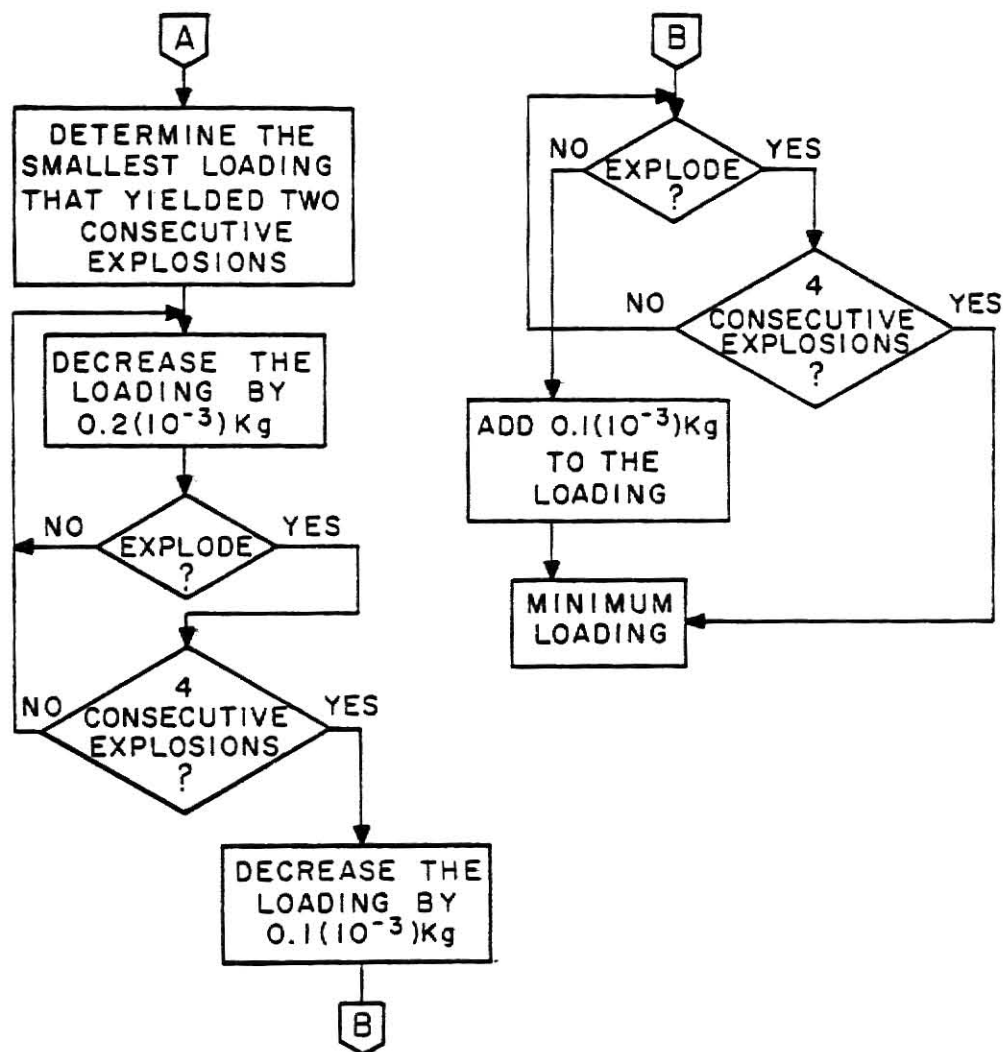 A
DETERMINE THE
SMALLEST LOADING
THAT YIELDED TWO
CONSECUTIVE
EXPLOSIONS
DECREASE THE
LOADING BY
0.2(10⁻³)Kg
NO
YES
EXPLODE
?
NO
YES
4
CONSECUTIVE
EXPLOSIONS
?
DECREASE THE
LOADING BY
0.1(10⁻³)Kg
B
B
NO
YES
EXPLODE
?
NO
YES
4
CONSECUTIVE
EXPLOSIONS
?
ADD 0.1(10⁻³)Kg
TO THE
LOADING
MINIMUM
LOADING